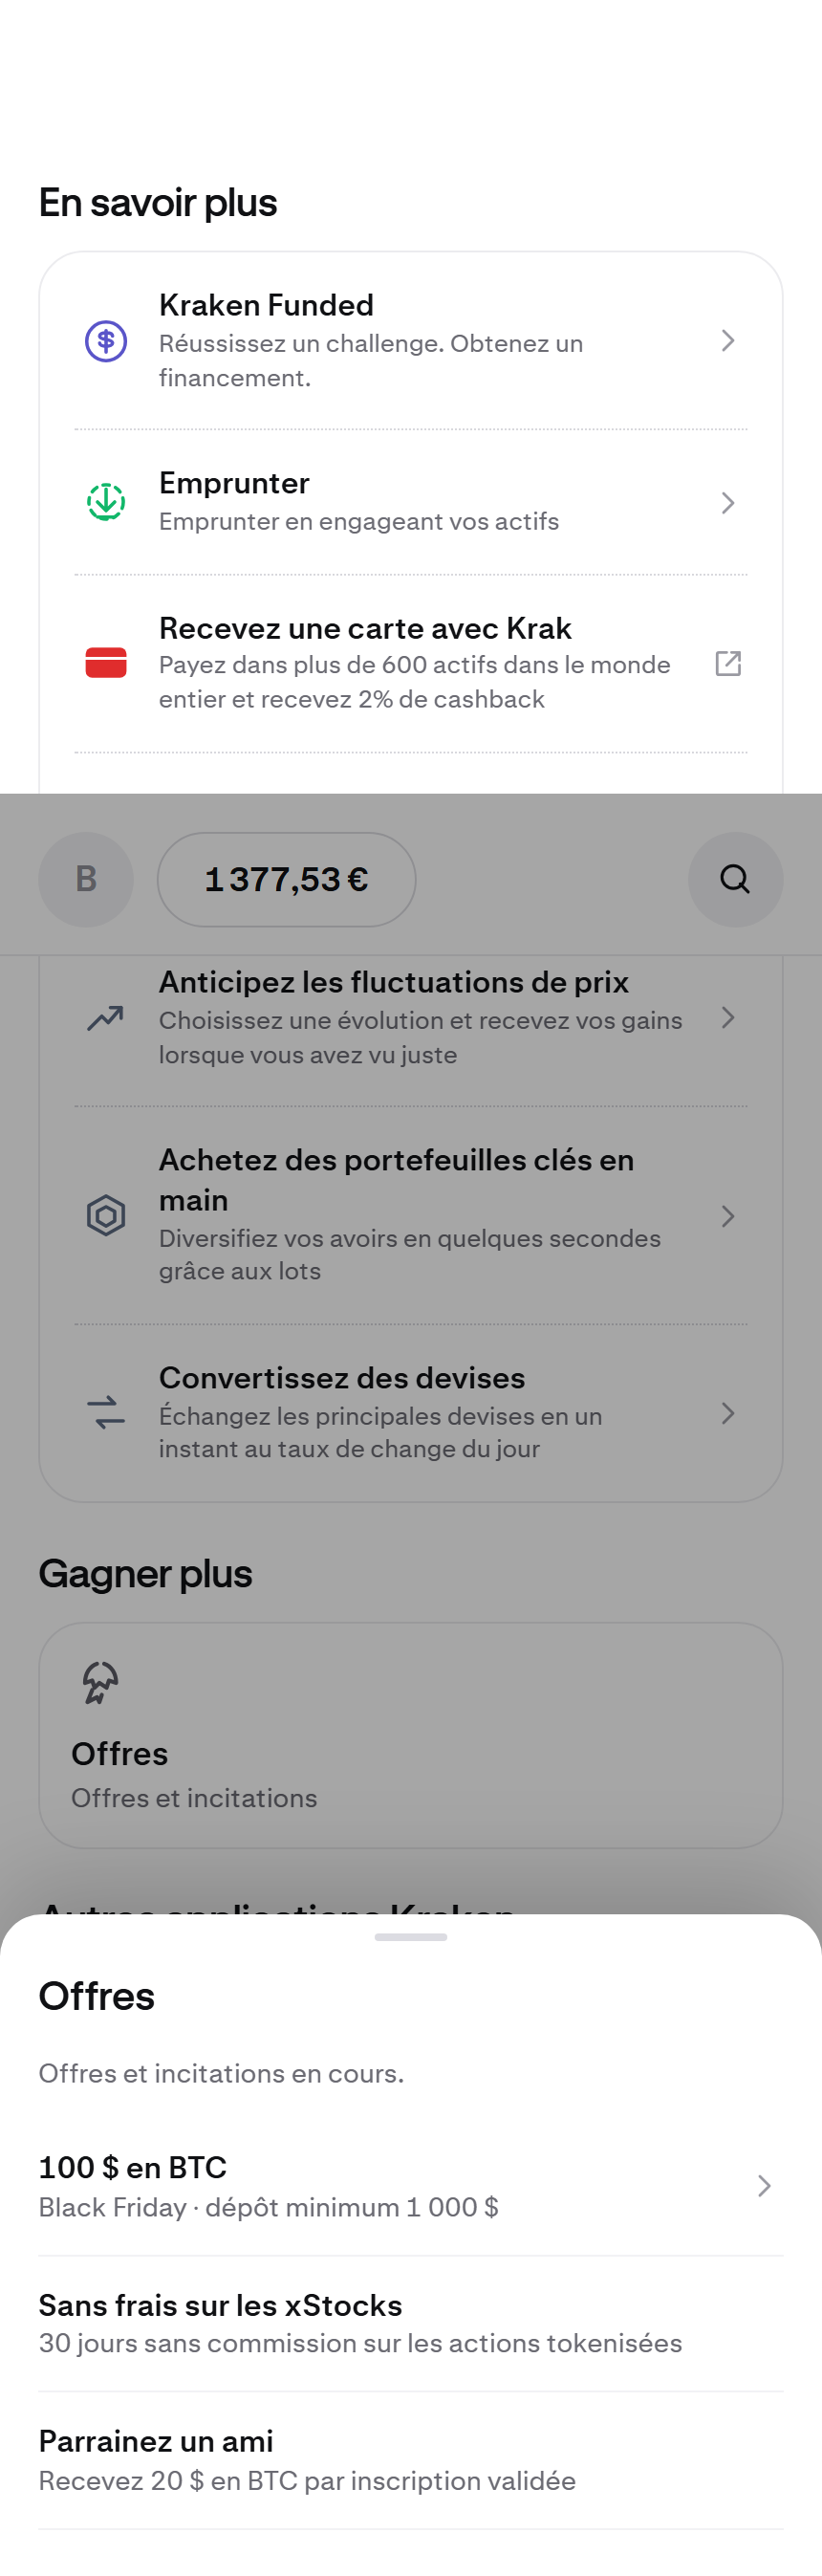 En savoir plus
Kraken Funded
Réussissez un challenge. Obtenez un
financement.
Emprunter
Emprunter en engageant vos actifs
Recevez une carte avec Krak
Payez dans plus de 600 actifs dans le monde
entier et recevez 2% de cashback
B
1 377,53 €
Anticipez les fluctuations de prix
Choisissez une évolution et recevez vos gains
lorsque vous avez vu juste
Achetez des portefeuilles clés en
main
Diversifiez vos avoirs en quelques secondes
grâce aux lots
Convertissez des devises
Échangez les principales devises en un
instant au taux de change du jour
Gagner plus
Offres
Offres et incitations
Autres applications Kraken
Offres
Offres et incitations en cours.
100 $ en BTC
Black Friday · dépôt minimum 1 000 $
Sans frais sur les xStocks
30 jours sans commission sur les actions tokenisées
Parrainez un ami
Recevez 20 $ en BTC par inscription validée